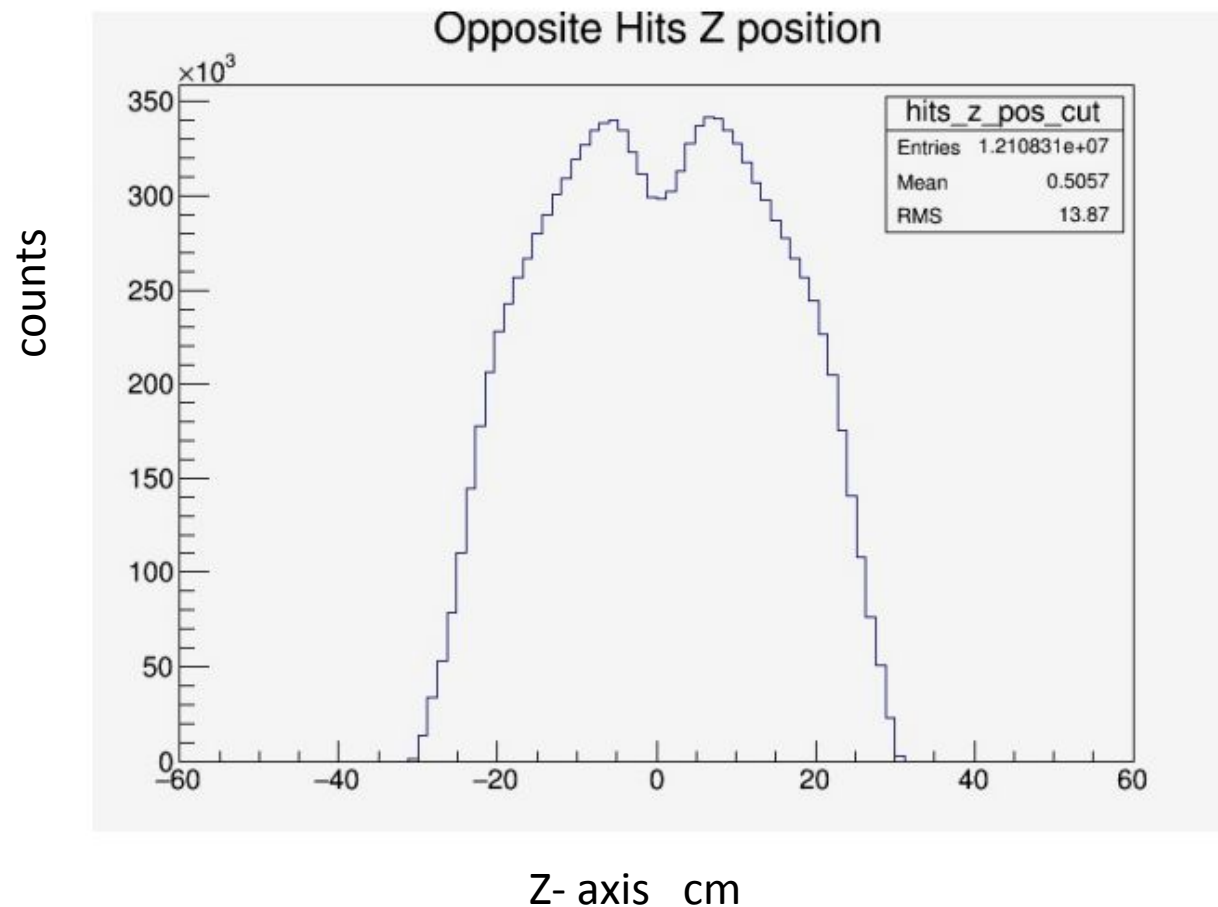 Opposite Hits Z position
×10³
350
300
250
200
150
100
50
0
counts
hits_z_pos_cut
Entries 1.210831e+07
Mean 0.5057
RMS 13.87
−60 −40 −20 0 20 40 60
Z- axis cm